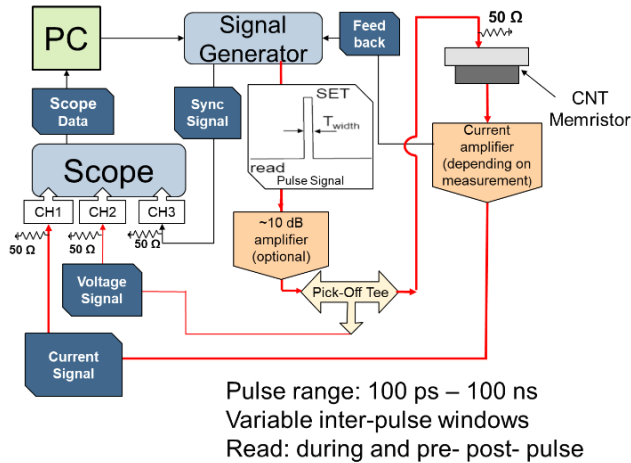 PC
Signal
Generator
Feed
back
50 Ω
Scope
Data
Sync
Signal
SET
T width
read
Pulse Signal
CNT
Memristor
Scope
Current
amplifier
(depending on
measurement)
CH1
CH2
CH3
50 Ω
50 Ω
50 Ω
~10 dB
amplifier
(optional)
Voltage
Signal
Pick-Off Tee
Current
Signal
Pulse range: 100 ps – 100 ns
Variable inter-pulse windows
Read: during and pre- post- pulse